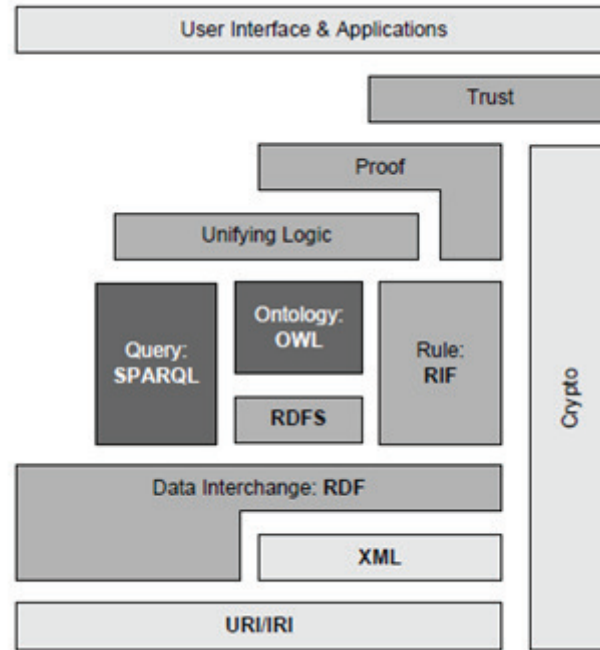 User Interface & Applications
Trust
Proof
Unifying Logic
Query:
SPARQL
Ontology:
OWL
Rule:
RIF
RDFS
Crypto
Data Interchange: RDF
XML
URI/IRI